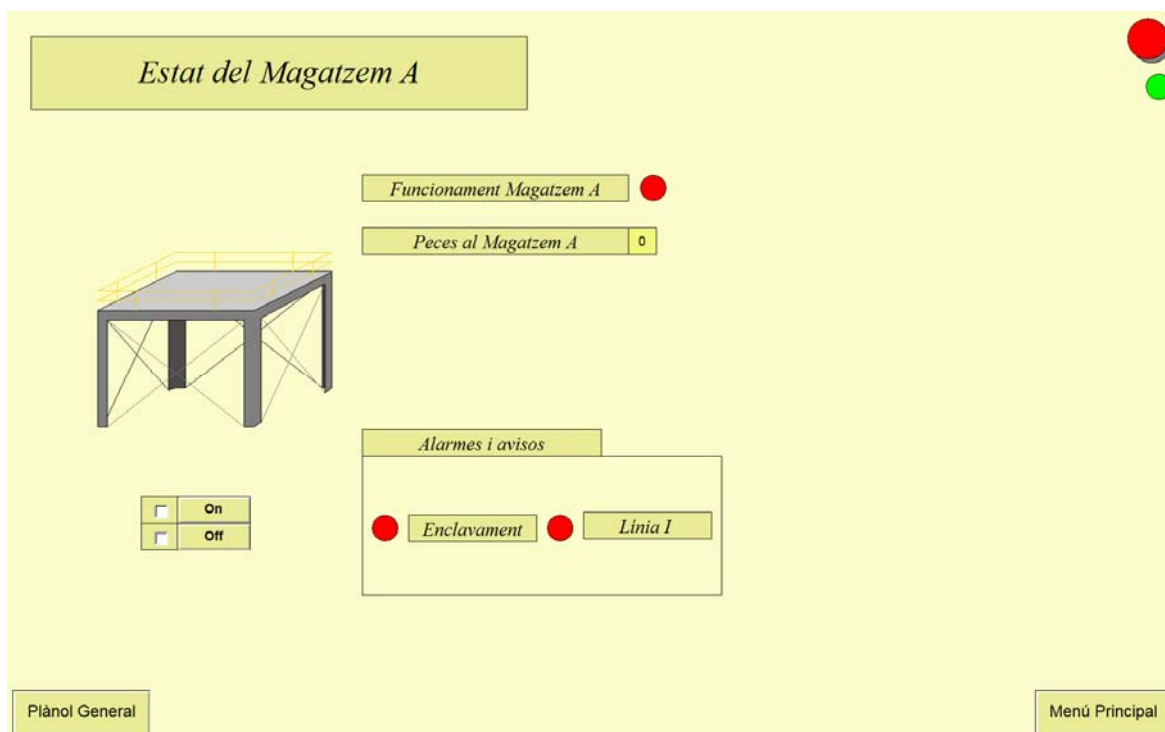 Estat del Magatzem A
Funcionament Magatzem A
Peces al Magatzem A 0
Alarmes i avisos
On
Off
Enclavament Línia I
Plànol General
Menú Principal